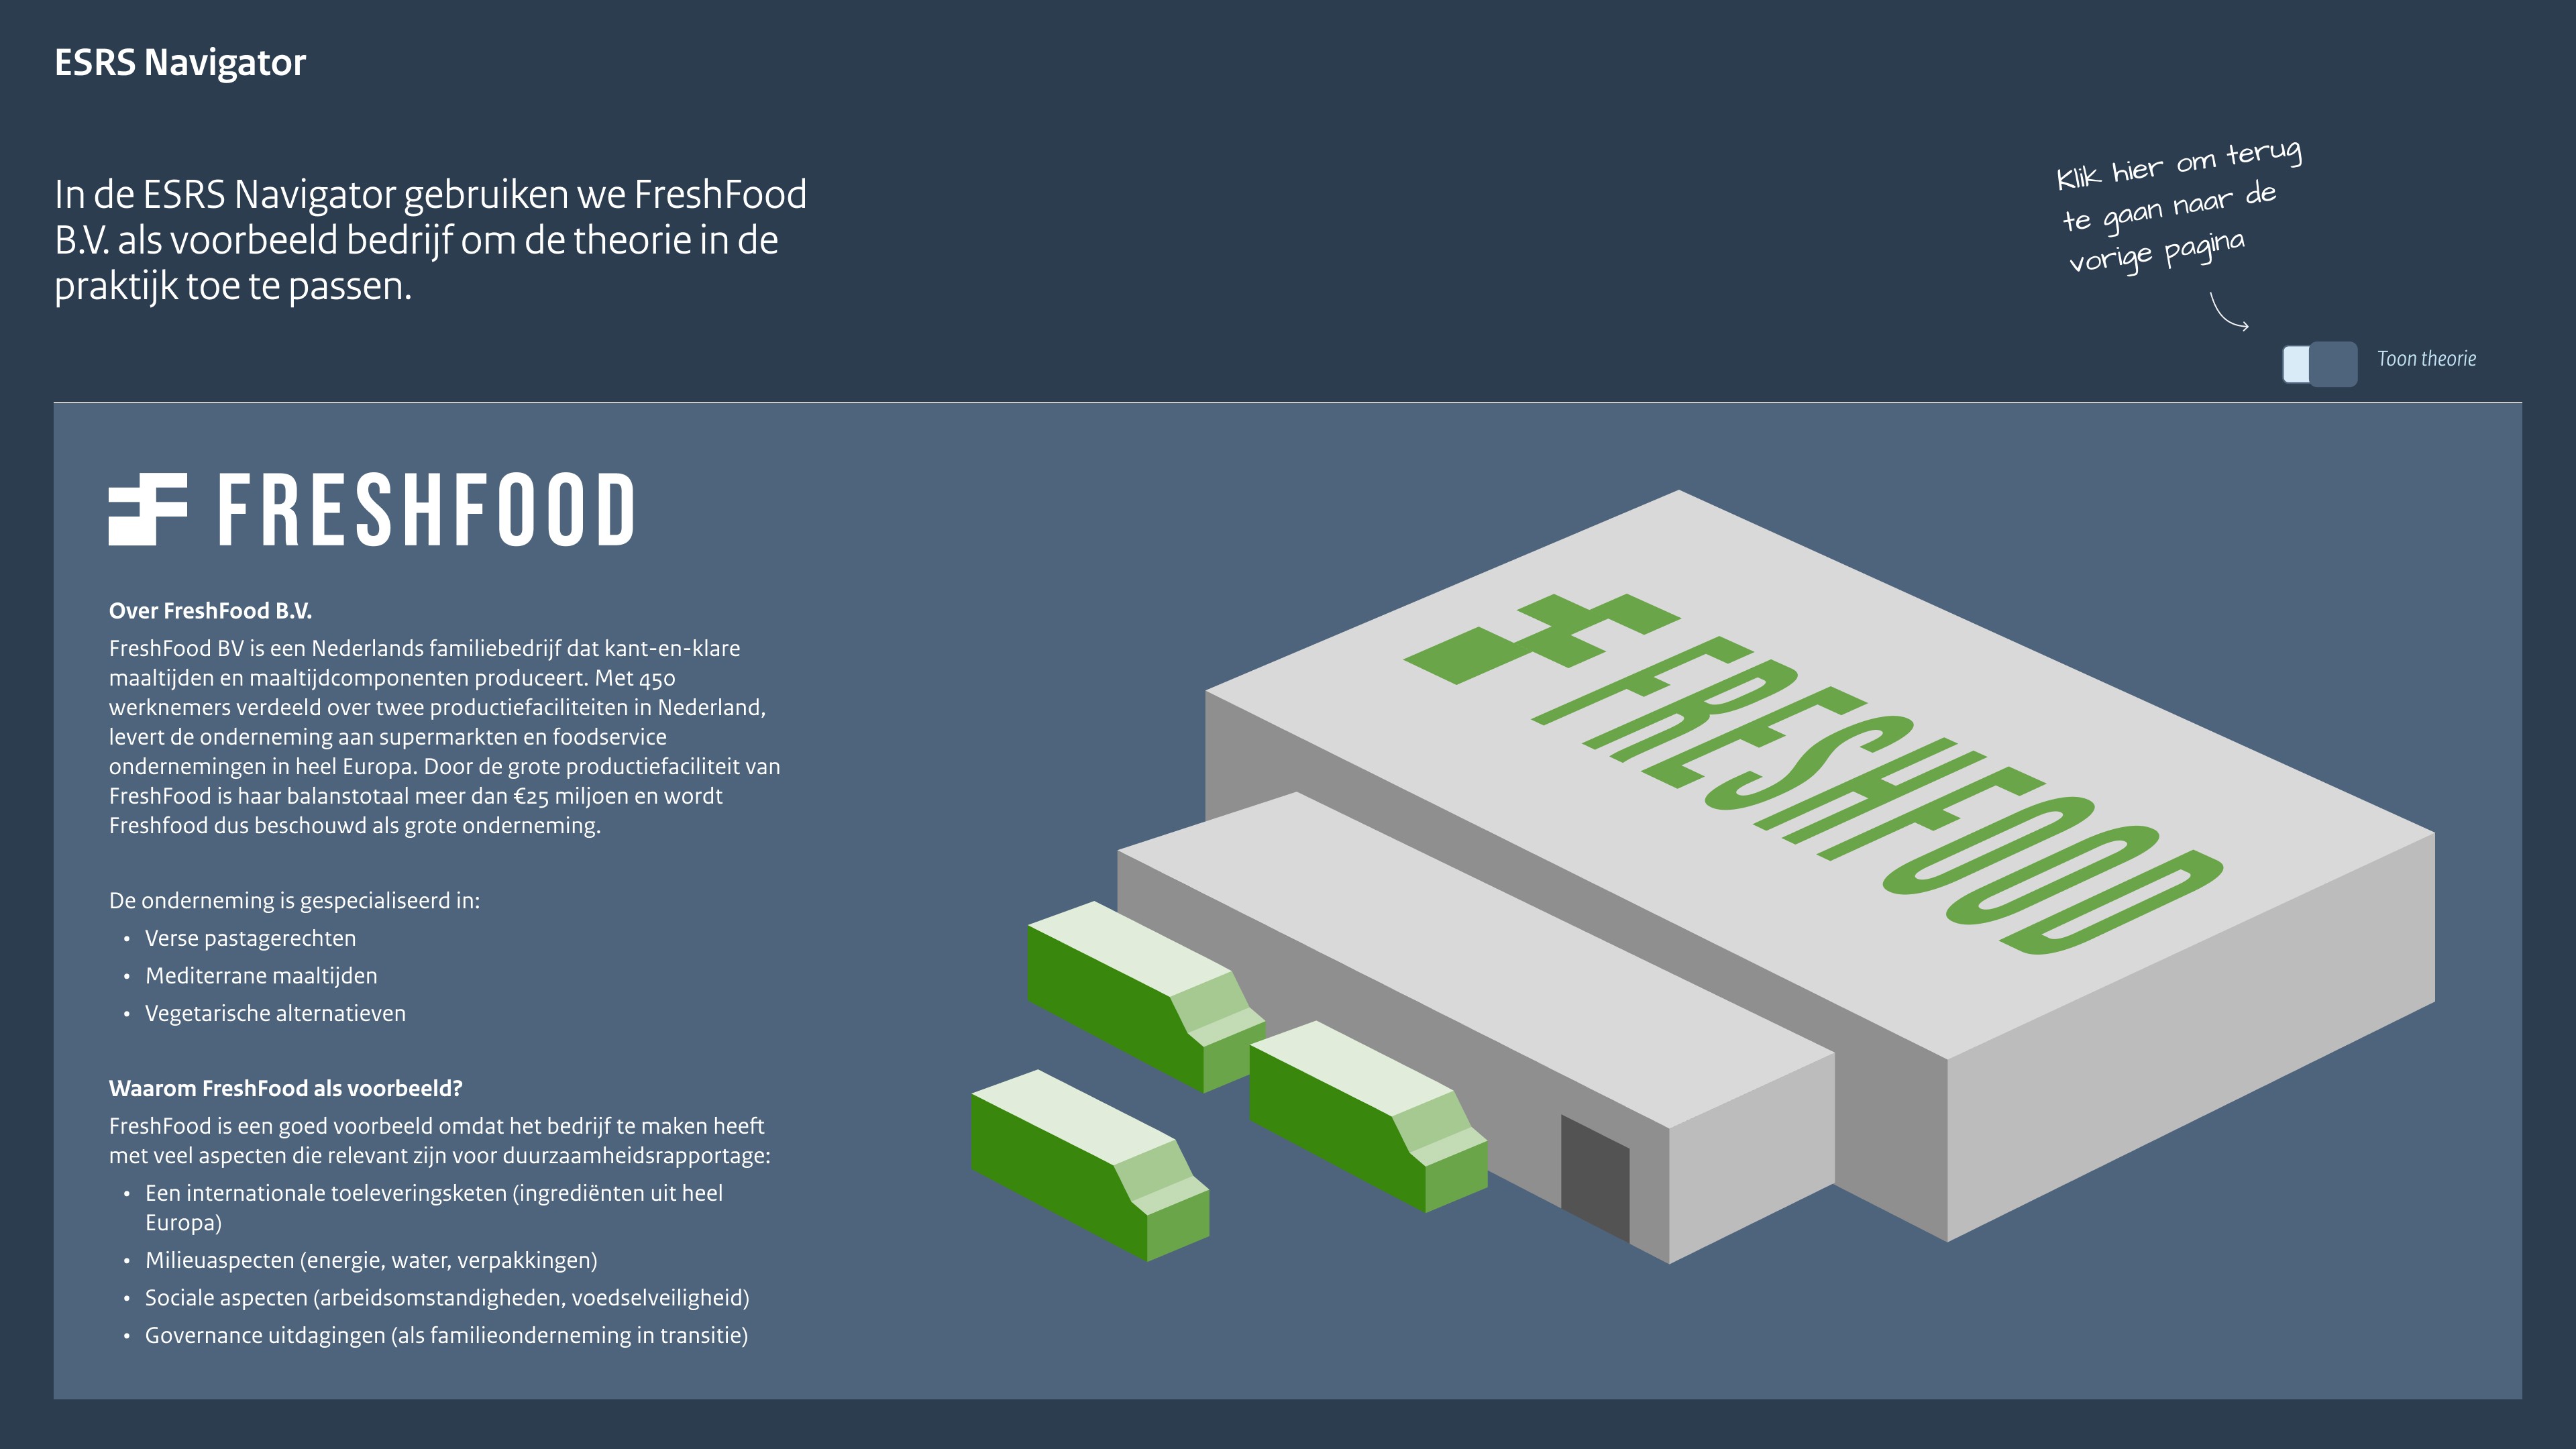 ESRS Navigator
In de ESRS Navigator gebruiken we FreshFood
B.V. als voorbeeld bedrijf om de theorie in de
praktijk toe te passen.
Klik hier om terug
te gaan naar de
vorige pagina
Toon theorie
FRESHFOOD
Over FreshFood B.V.
FreshFood BV is een Nederlands familiebedrijf dat kant-en-klare
maaltijden en maaltijdcomponenten produceert. Met 450
werknemers verdeeld over twee productiefaciliteiten in Nederland,
levert de onderneming aan supermarkten en foodservice
ondernemingen in heel Europa. Door de grote productiefaciliteit van
FreshFood is haar balanstotaal meer dan €25 miljoen en wordt
Freshfood dus beschouwd als grote onderneming.
De onderneming is gespecialiseerd in:
• Verse pastagerechten
• Mediterrane maaltijden
• Vegetarische alternatieven
Waarom FreshFood als voorbeeld?
FreshFood is een goed voorbeeld omdat het bedrijf te maken heeft
met veel aspecten die relevant zijn voor duurzaamheidsrapportage:
• Een internationale toeleveringsketen (ingrediënten uit heel
Europa)
• Milieuaspecten (energie, water, verpakkingen)
• Sociale aspecten (arbeidsomstandigheden, voedselveiligheid)
• Governance uitdagingen (als familieonderneming in transitie)
FRESHFOOD